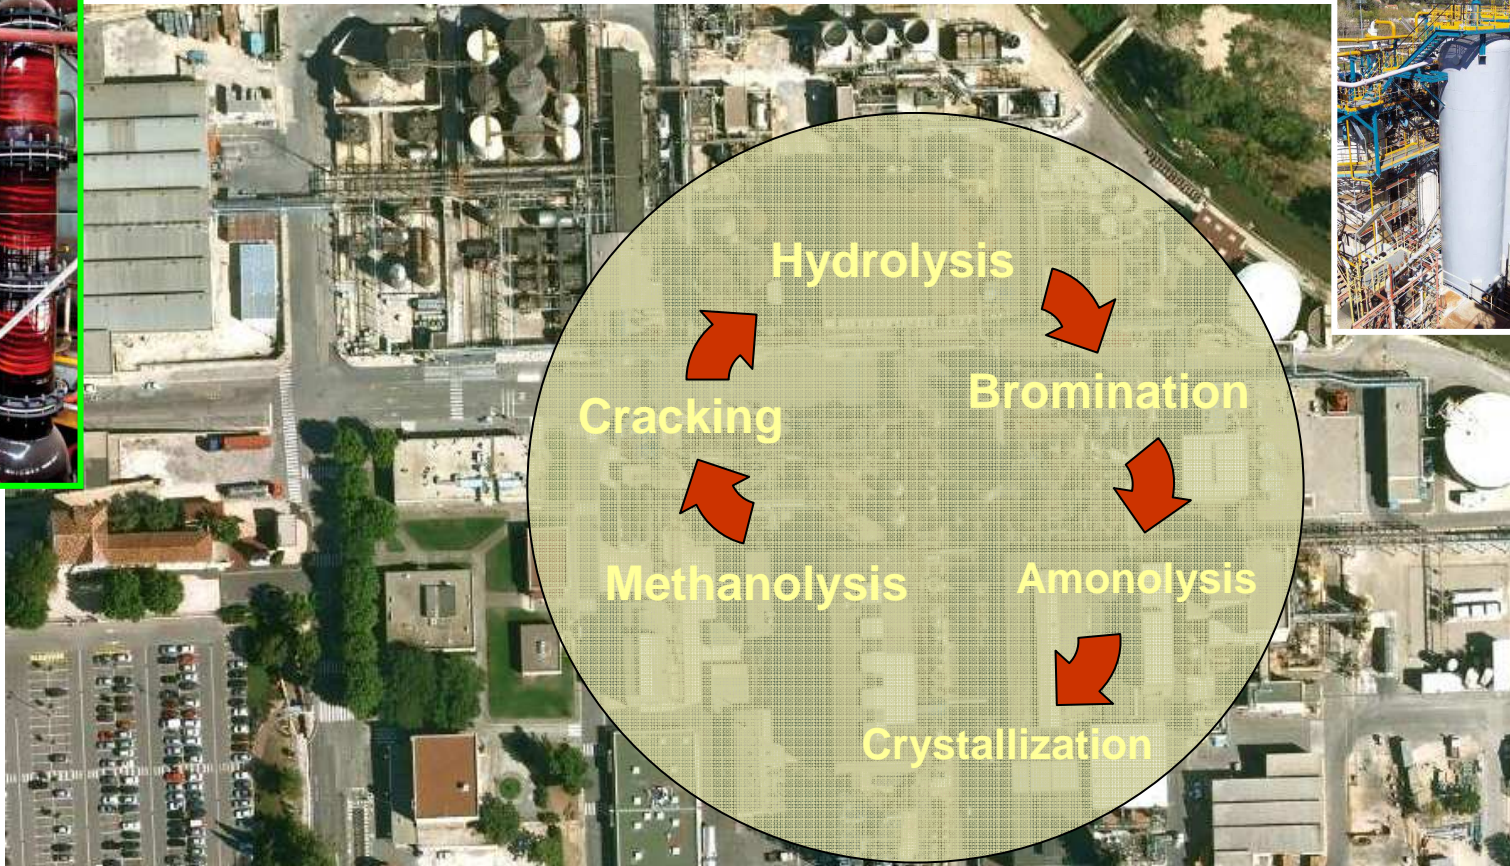 Hydrolysis
Bromination
Cracking
Amonolysis
Methanolysis
Crystallization